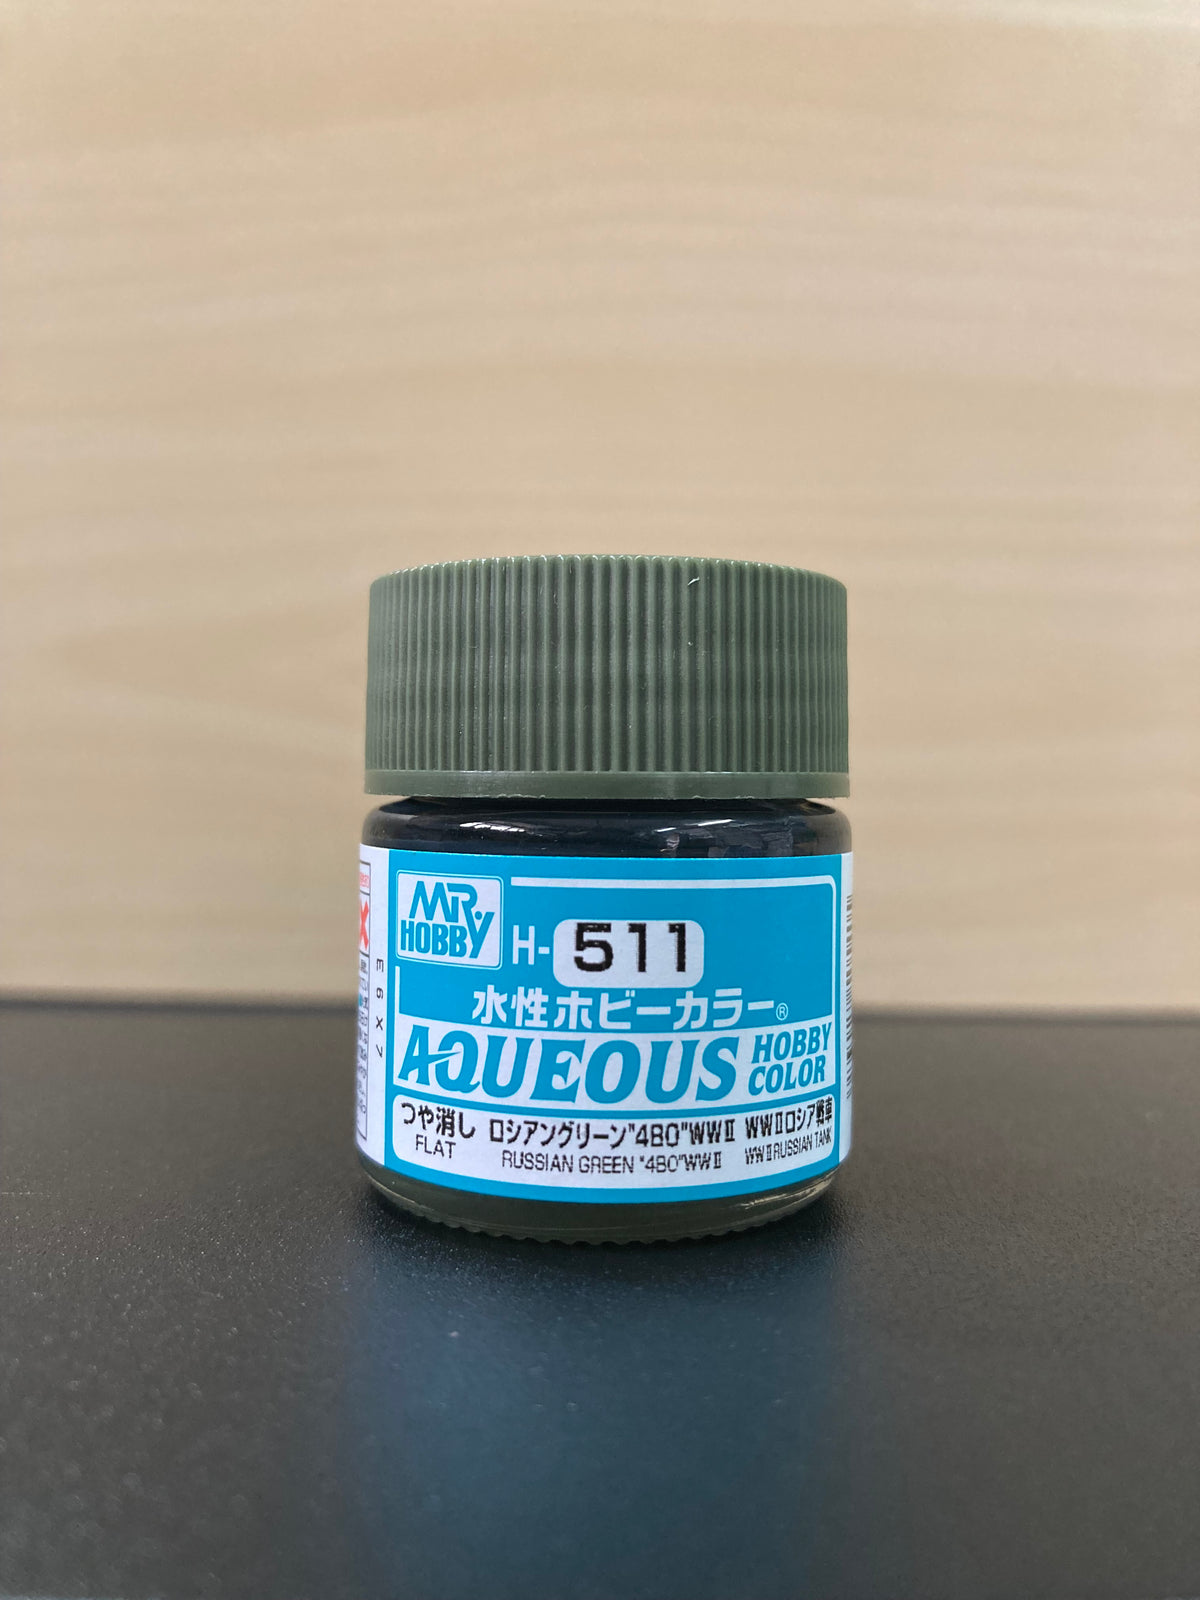 MR.HOBBY
H-511
水性ホビーカラー®
AQUEOUS HOBBY COLOR
つや消し
FLAT
ロシアングリーン"4BO"WWⅡ
RUSSIAN GREEN "4BO"WWⅡ
WWⅡロシア戦車
WWⅡRUSSIAN TANK
E6X7